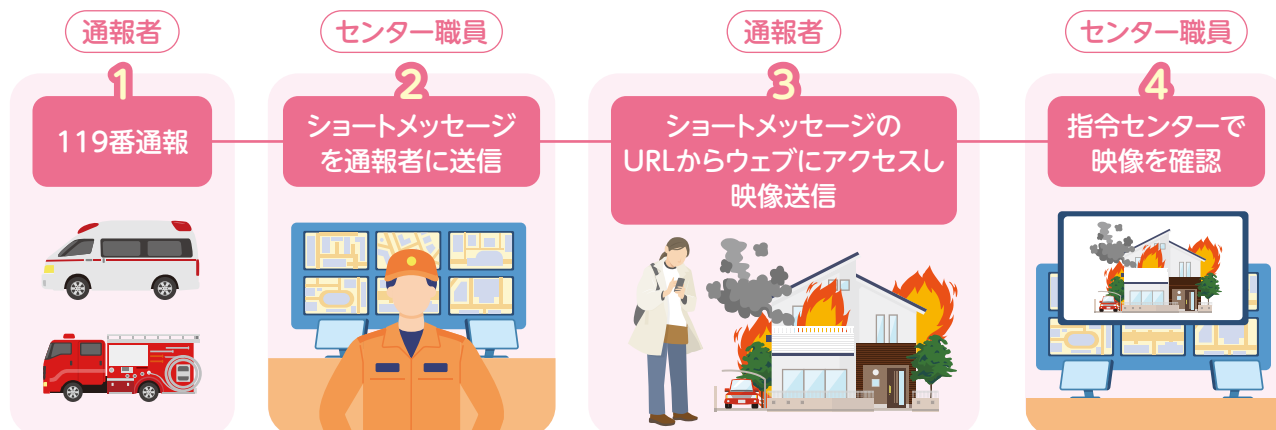 通報者
1
119番通報
センター職員
2
ショートメッセージ
を通報者に送信
通報者
3
ショートメッセージの
URLからウェブにアクセスし
映像送信
センター職員
4
指令センターで
映像を確認